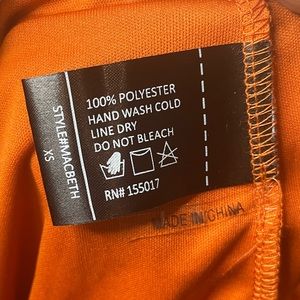 STYLE#MACBETH
XS
100% POLYESTER
HAND WASH COLD
LINE DRY
DO NOT BLEACH
RN# 155017
MADE IN CHINA